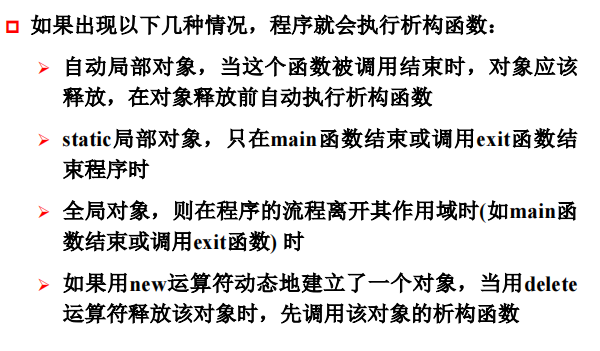 如果出现以下几种情况，程序就会执行析构函数：
自动局部对象，当这个函数被调用结束时，对象应该
释放，在对象释放前自动执行析构函数
static局部对象，只在main函数结束或调用exit函数结
束程序时
全局对象，则在程序的流程离开其作用域时(如main函
数结束或调用exit函数) 时
如果用new运算符动态地建立了一个对象，当用delete
运算符释放该对象时，先调用该对象的析构函数